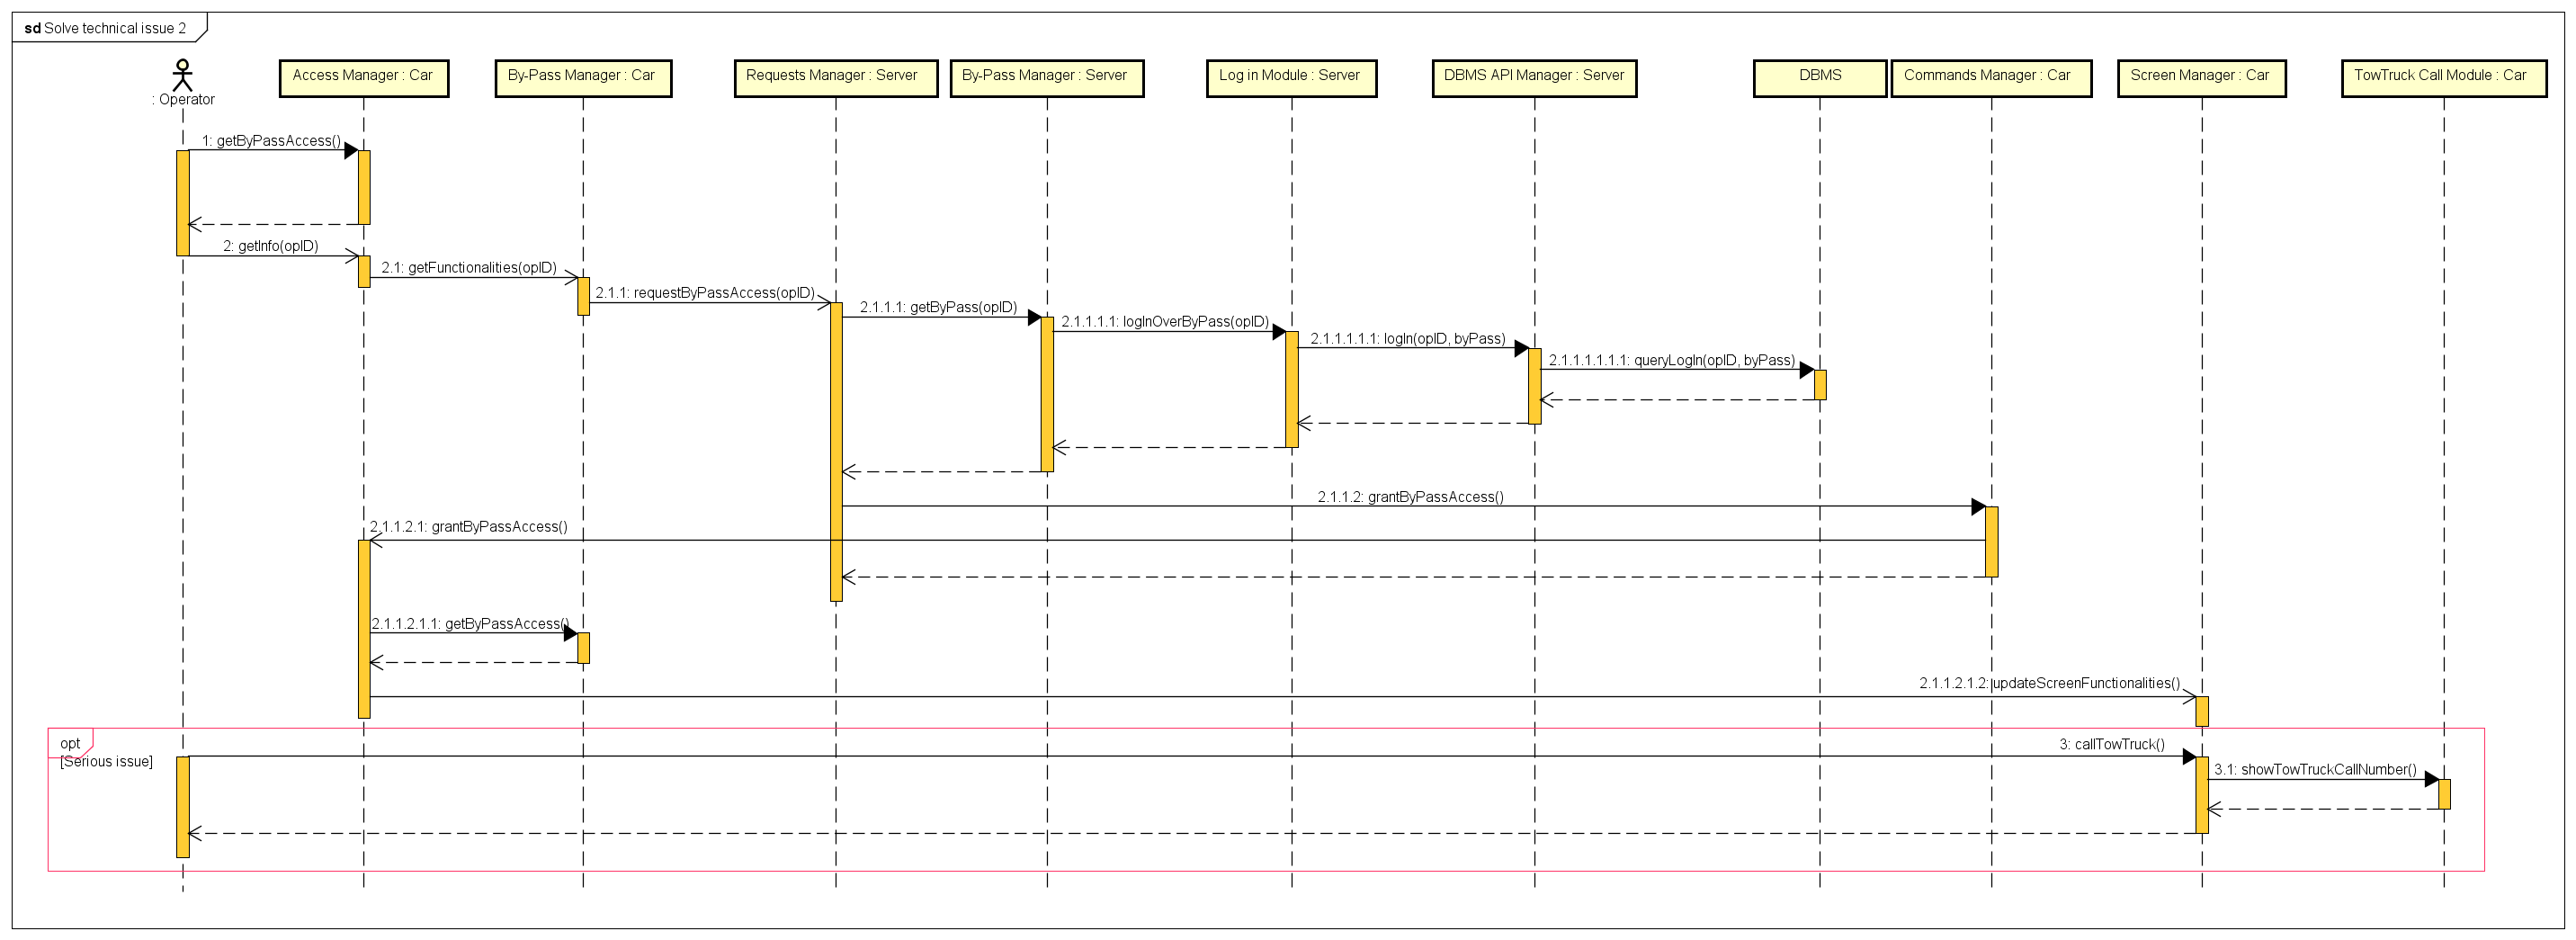 sd Solve technical issue 2
: Operator
Access Manager : Car
By-Pass Manager : Car
Requests Manager : Server
By-Pass Manager : Server
Log in Module : Server
DBMS API Manager : Server
DBMS
Commands Manager : Car
Screen Manager : Car
TowTruck Call Module : Car
1: getByPassAccess()
2: getInfo(opID)
2.1: getFunctionalities(opID)
2.1.1: requestByPassAccess(opID)
2.1.1.1: getByPass(opID)
2.1.1.1.1: logInOverByPass(opID)
2.1.1.1.1.1: logIn(opID, byPass)
2.1.1.1.1.1.1: queryLogIn(opID, byPass)
2.1.1.2: grantByPassAccess()
2.1.1.2.1: grantByPassAccess()
2.1.1.2.1.1: getByPassAccess()
2.1.1.2.1.2: updateScreenFunctionalities()
opt
[Serious issue]
3: callTowTruck()
3.1: showTowTruckCallNumber()